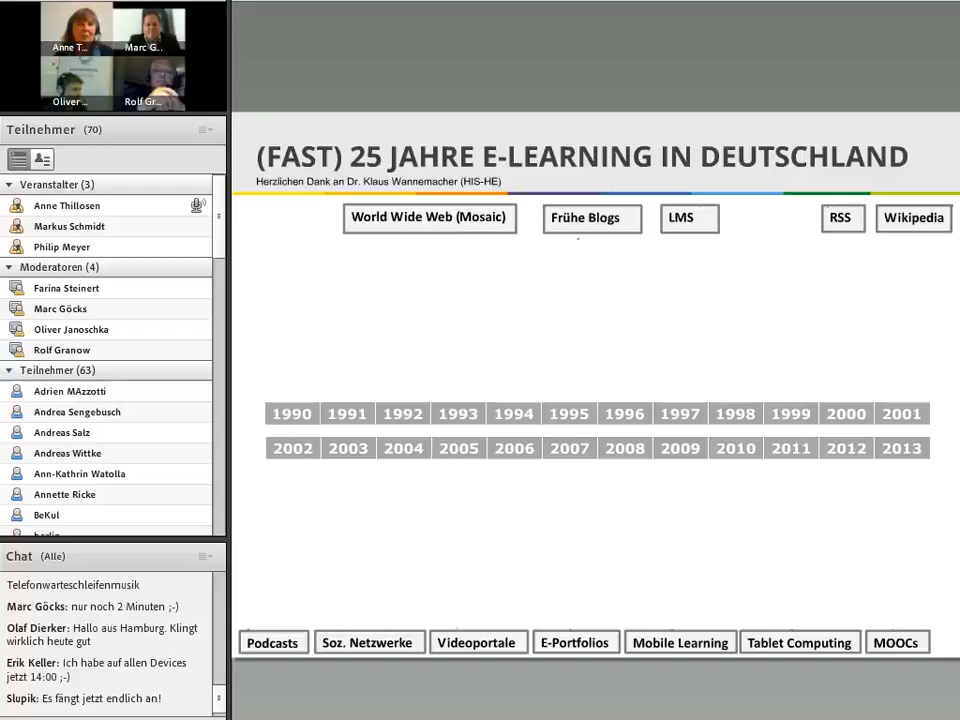 Anne T...
Marc G...
Oliver ...
Rolf Gr...
Teilnehmer (70)
Veranstalter (3)
Anne Thillosen
Markus Schmidt
Philip Meyer
Moderatoren (4)
Farina Steinert
Marc Göcks
Oliver Janoschka
Rolf Granow
Teilnehmer (63)
Adrien MAzzotti
Andrea Sengebusch
Andreas Salz
Andreas Wittke
Ann-Kathrin Watolla
Annette Ricke
BeKul
Chat (Alle)
Telefonwarteschleifenmusik
Marc Göcks: nur noch 2 Minuten ;-)
Olaf Dierker: Hallo aus Hamburg. Klingt
wirklich heute gut
Erik Keller: Ich habe auf allen Devices
jetzt 14:00 ;-)
Slupik: Es fängt jetzt endlich an!
(FAST) 25 JAHRE E-LEARNING IN DEUTSCHLAND
Herzlichen Dank an Dr. Klaus Wannemacher (HIS-HE)
World Wide Web (Mosaic) Frühe Blogs LMS RSS Wikipedia
1990 1991 1992 1993 1994 1995 1996 1997 1998 1999 2000 2001
2002 2003 2004 2005 2006 2007 2008 2009 2010 2011 2012 2013
Podcasts Soz. Netzwerke Videoportale E-Portfolios Mobile Learning Tablet Computing MOOCs